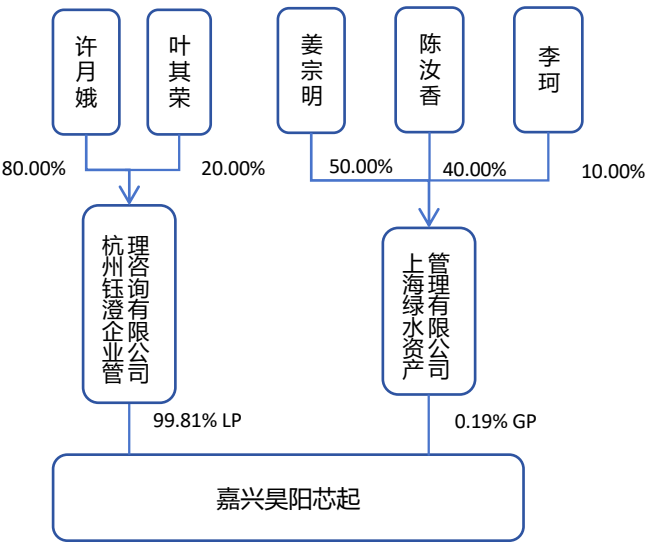 许月娥
叶其荣
姜宗明
陈汝香
李珂
80.00%
20.00%
50.00%
40.00%
10.00%
杭州钰澄企业管
理咨询有限公司
上海绿水资产
管理有限公司
99.81% LP
0.19% GP
嘉兴昊阳芯起